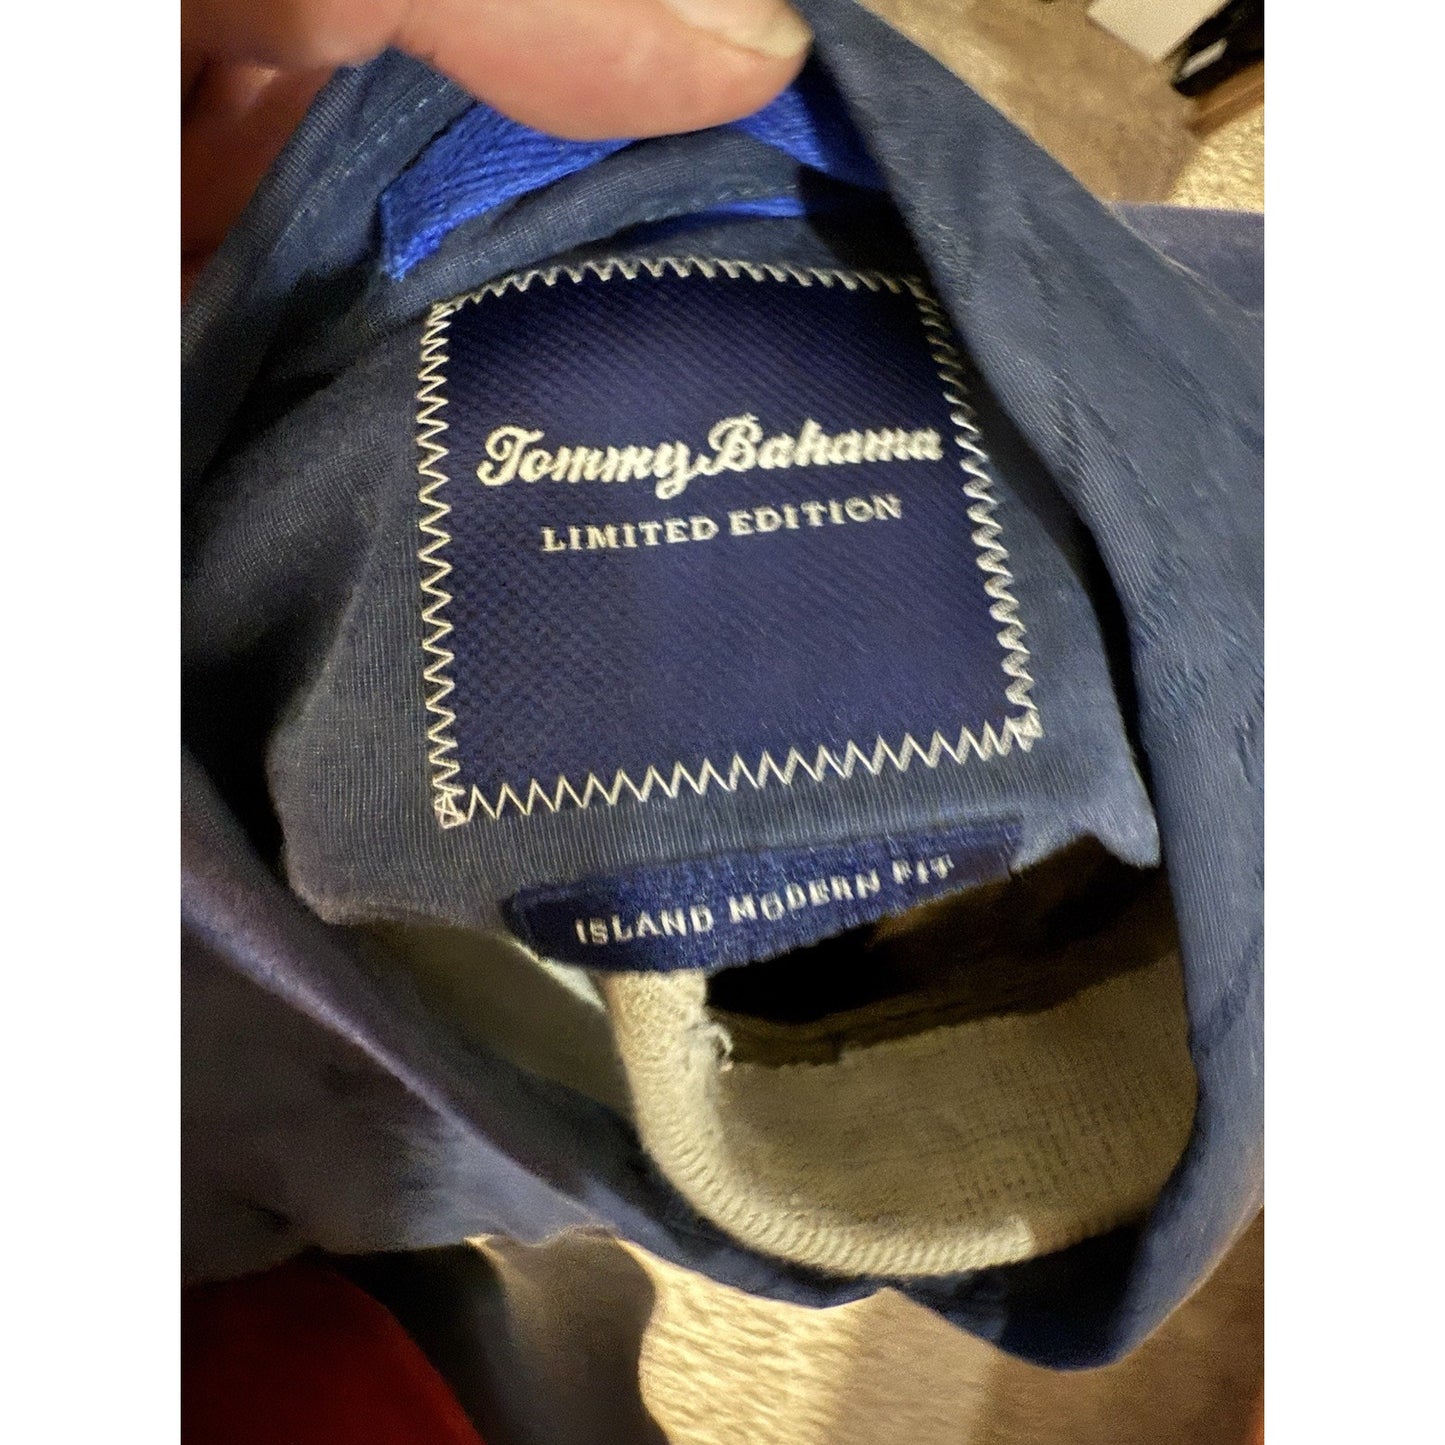 Tommy Bahama
LIMITED EDITION
ISLAND MODERN FIT